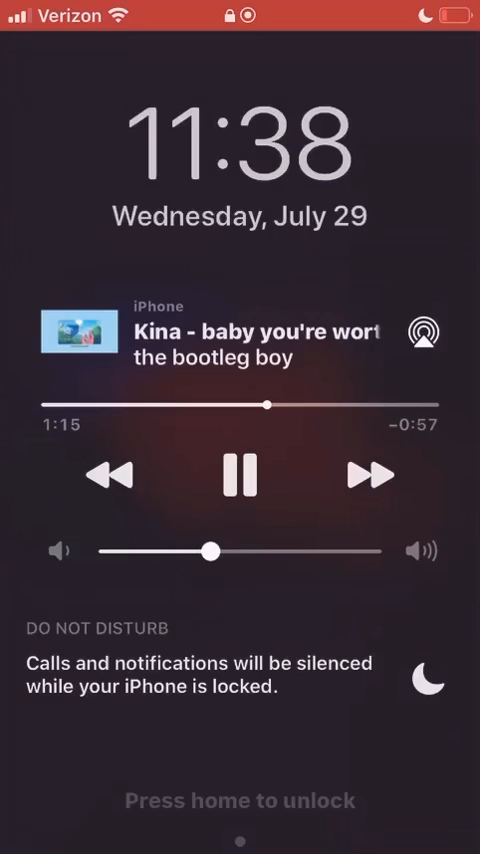 Verizon
11:38
Wednesday, July 29
iPhone
Kina - baby you're wor
the bootleg boy
1:15 -0:57
DO NOT DISTURB
Calls and notifications will be silenced
while your iPhone is locked.
Press home to unlock